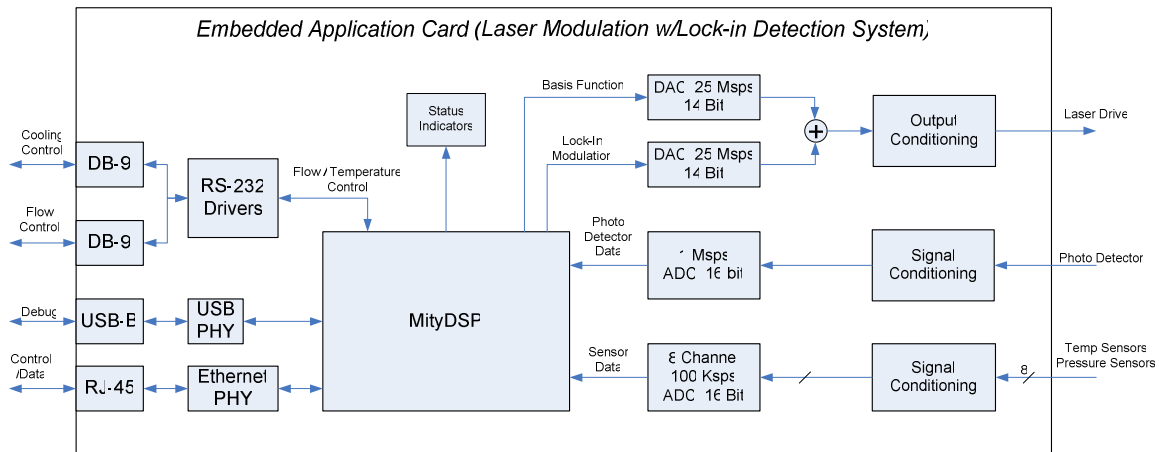 Embedded Application Card (Laser Modulation w/Lock-in Detection System)
Basis Function
DAC 25 Msps
14 Bit
Status
Indicators
Output
Conditioning
Laser Drive
Cooling
Control
DB-9
Lock-In
Modulation
DAC 25 Msps
14 Bit
RS-232
Drivers
Flow / Temperature
Control
Flow
Control
DB-9
Photo
Detector
Data
1 Msps
ADC 16 bit
Signal
Conditioning
Photo Detector
MityDSP
Debug
USB-B
USB
PHY
Control
/Data
RJ-45
Ethernet
PHY
Sensor
Data
8 Channel
100 Ksps
ADC 16 Bit
Signal
Conditioning
8
Temp Sensors
Pressure Sensors